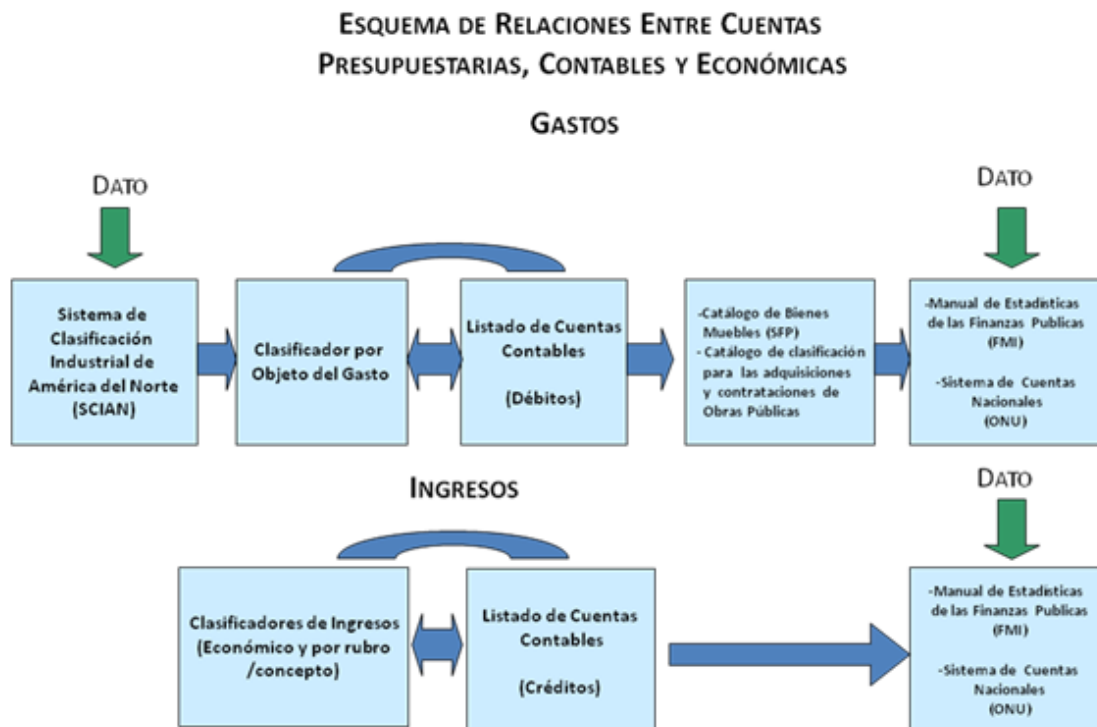 ESQUEMA DE RELACIONES ENTRE CUENTAS
PRESUPUESTARIAS, CONTABLES Y ECONÓMICAS
GASTOS
DATO
DATO
Sistema de
Clasificación
Industrial de
América del Norte
(SCIAN)
Clasificador por
Objeto del Gasto
Listado de Cuentas
Contables
(Débitos)
-Catálogo de Bienes
Muebles (SFP)
- Catálogo de clasificación
para las adquisiciones
y contrataciones de
Obras Públicas
-Manual de Estadísticas
de las Finanzas Publicas
(FMI)
-Sistema de Cuentas
Nacionales
(ONU)
INGRESOS
DATO
Clasificadores de Ingresos
(Económico y por rubro
/concepto)
Listado de Cuentas
Contables
(Créditos)
-Manual de Estadísticas
de las Finanzas Publicas
(FMI)
-Sistema de Cuentas
Nacionales
(ONU)